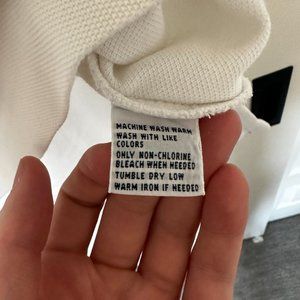 MACHINE WASH WARM
WASH WITH LIKE
COLORS
ONLY NON-CHLORINE
BLEACH WHEN NEEDED
TUMBLE DRY LOW
WARM IRON IF NEEDED